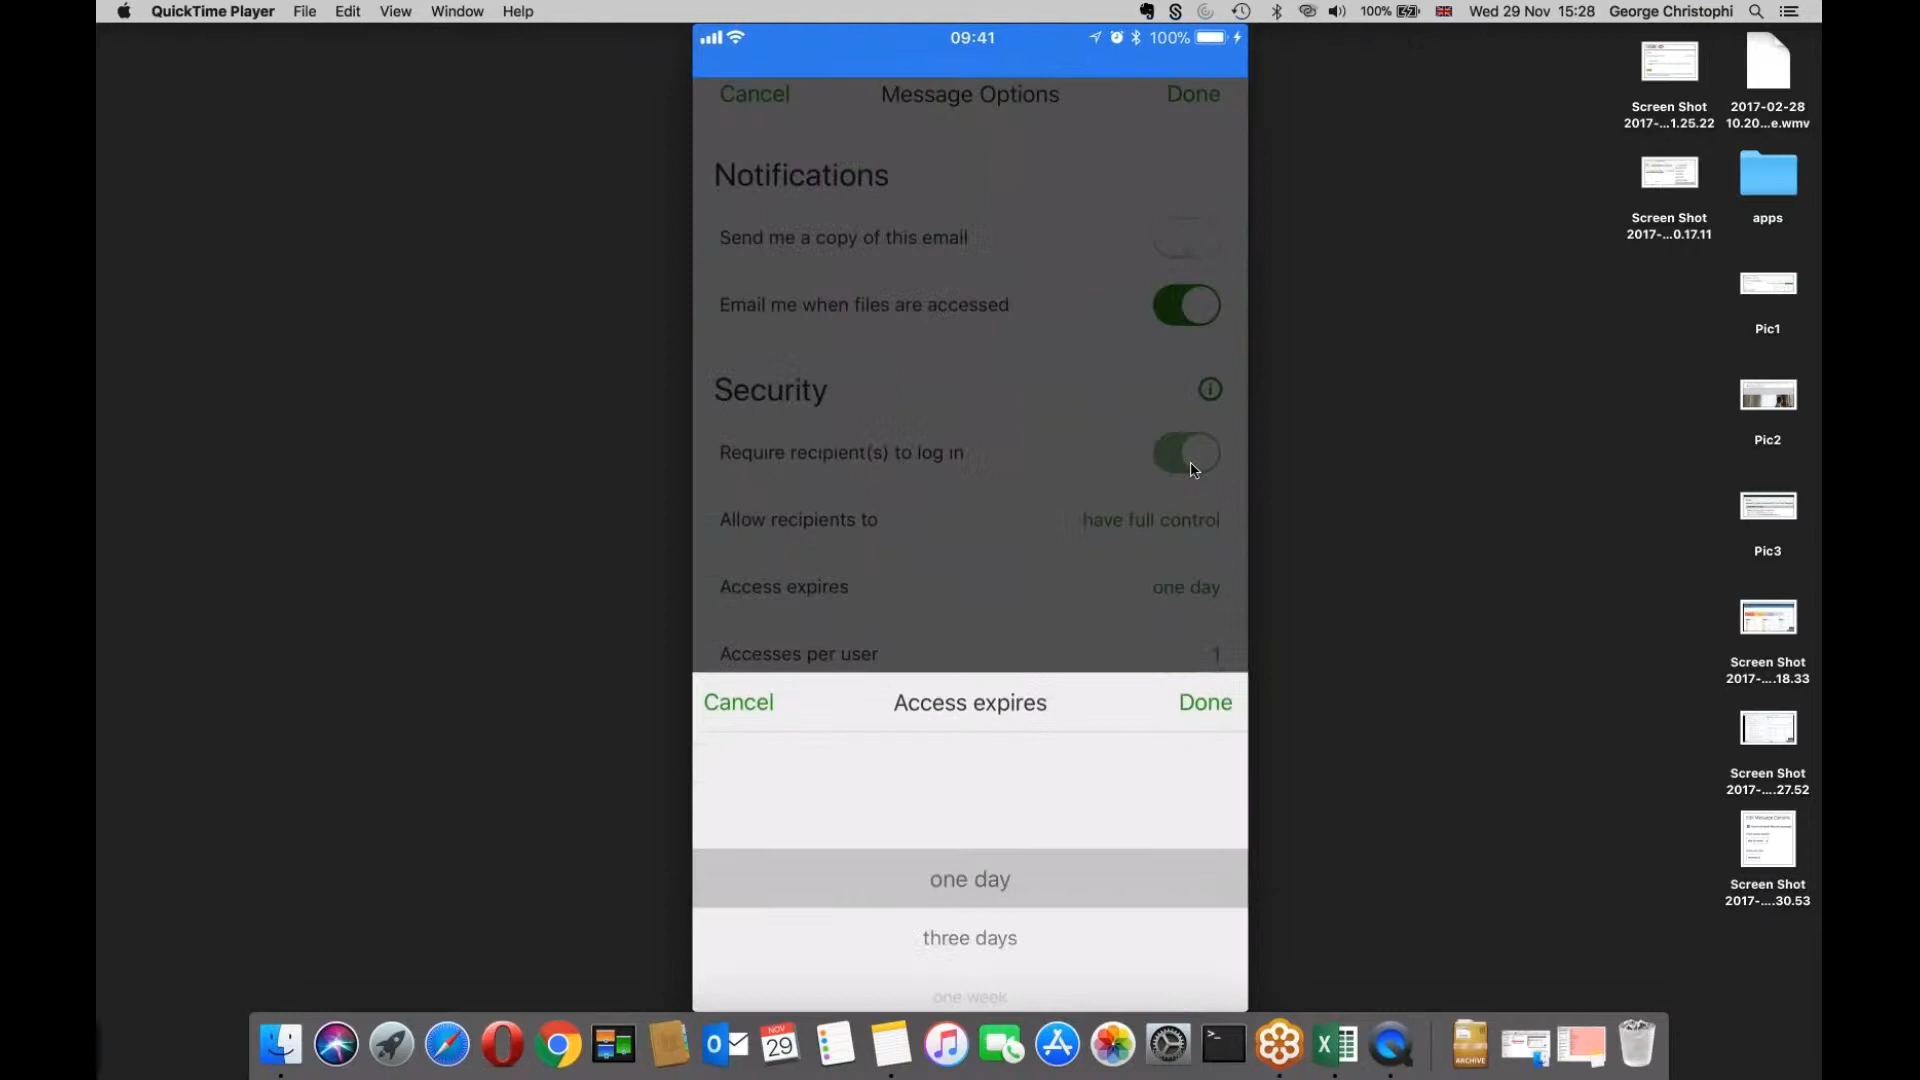 QuickTime Player File Edit View Window Help 100% Wed 29 Nov 15:28 George Christophi
09:41 100%
Cancel Message Options Done
Notifications
Send me a copy of this email
Email me when files are accessed
Security
Require recipient(s) to log in
Allow recipients to have full control
Access expires one day
Accesses per user 1
Cancel Access expires Done
one day
three days
one week
Screen Shot
2017-...1.25.22
2017-02-28
10.20...e.wmv
Screen Shot
2017-...0.17.11
apps
Pic1
Pic2
Pic3
Screen Shot
2017-....18.33
Screen Shot
2017-....27.52
Screen Shot
2017-....30.53
NOV
29
ARCHIVE